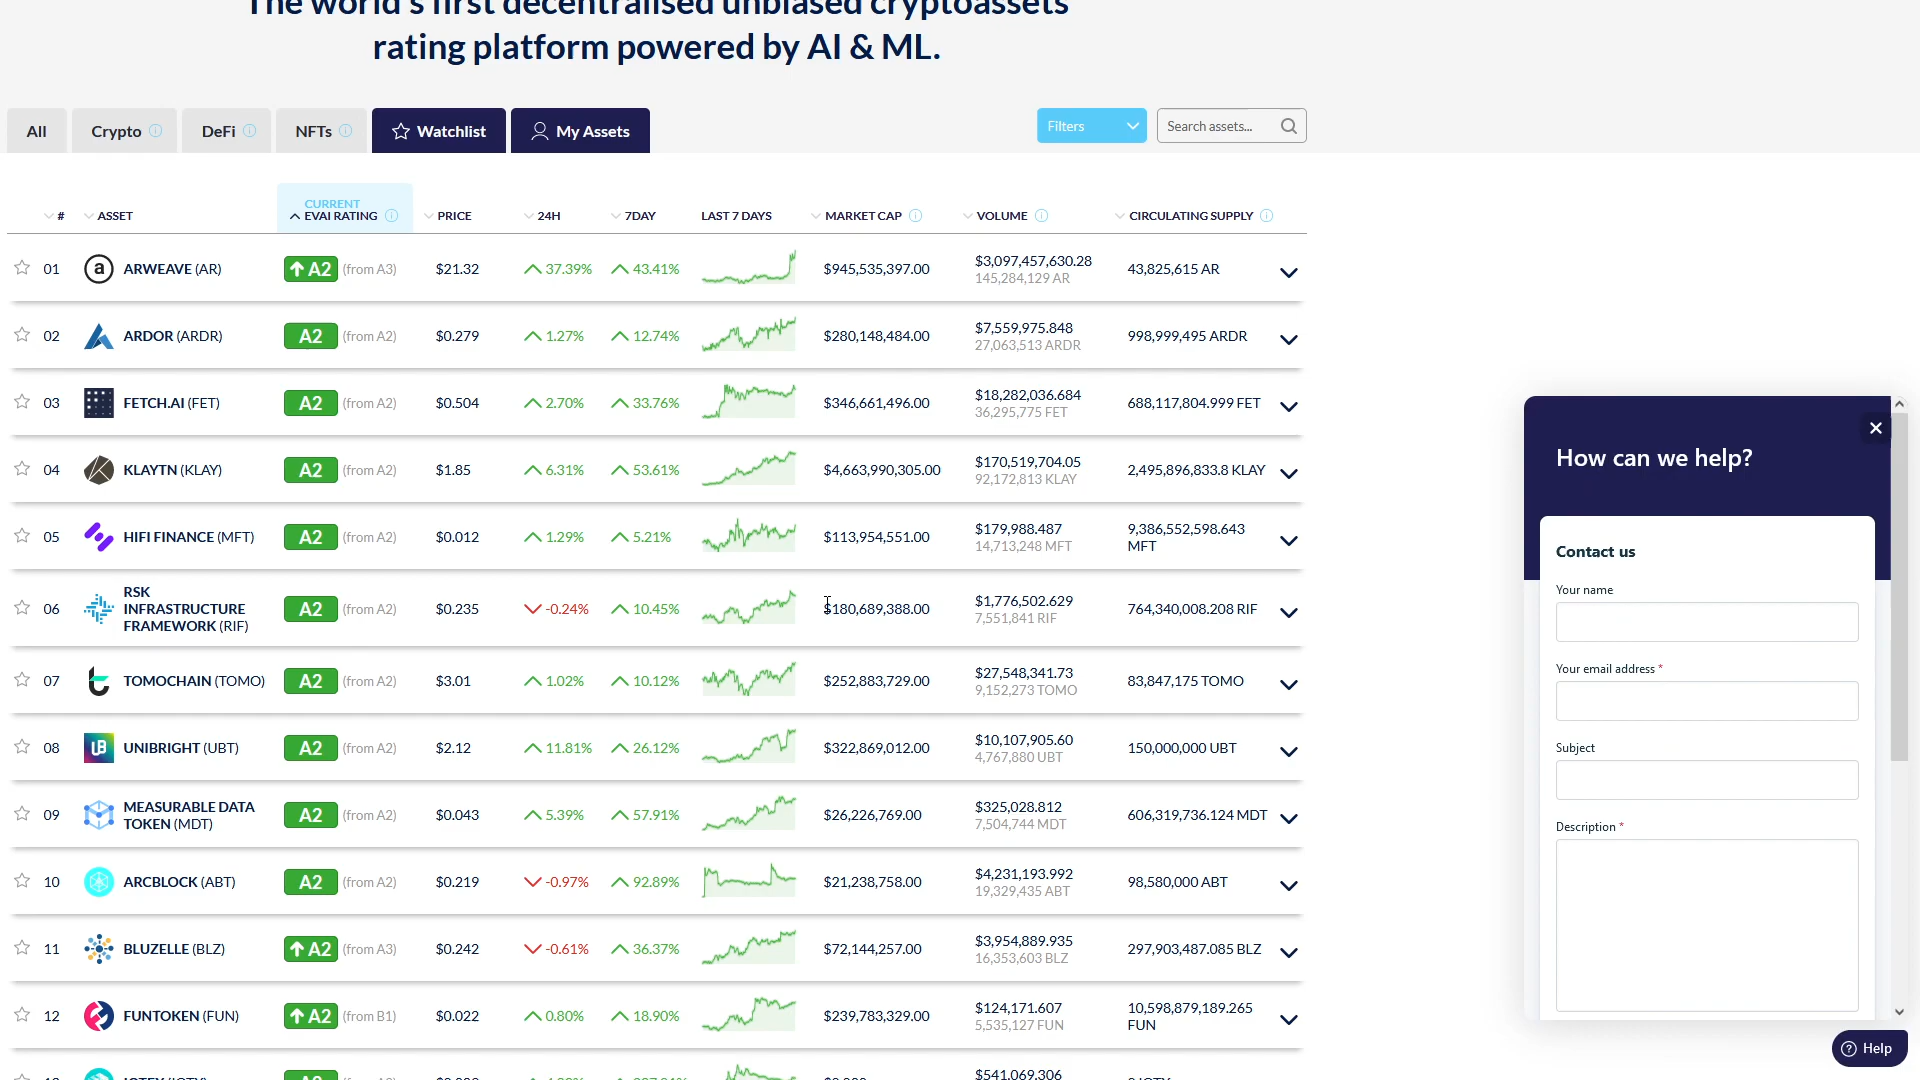 The world's first decentralised unbiased cryptoassets
rating platform powered by AI & ML.
All Crypto DeFi NFTs Watchlist My Assets Filters Search assets...
# ASSET CURRENT EVAI RATING PRICE 24H 7DAY LAST 7 DAYS MARKET CAP VOLUME CIRCULATING SUPPLY
01 ARWEAVE (AR) A2 (from A3) $21.32 37.39% 43.41% $945,535,397.00 $3,097,457,630.28 43,825,615 AR
145,284,129 AR
02 ARDOR (ARDR) A2 (from A2) $0.279 1.27% 12.74% $280,148,484.00 $7,559,975.848 998,999,495 ARDR
27,063,513 ARDR
03 FETCH.AI (FET) A2 (from A2) $0.504 2.70% 33.76% $346,661,496.00 $18,282,036.684 688,117,804.999 FET
36,295,775 FET
04 KLAYTN (KLAY) A2 (from A2) $1.85 6.31% 53.61% $4,663,990,305.00 $170,519,704.05 2,495,896,833.8 KLAY
92,172,813 KLAY
05 HIFI FINANCE (MFT) A2 (from A2) $0.012 1.29% 5.21% $113,954,551.00 $179,988.487 9,386,552,598.643
14,713,248 MFT MFT
06 RSK
INFRASTRUCTURE
FRAMEWORK (RIF) A2 (from A2) $0.235 -0.24% 10.45% $180,689,388.00 $1,776,502.629 764,340,008.208 RIF
7,551,841 RIF
07 TOMOCHAIN (TOMO) A2 (from A2) $3.01 1.02% 10.12% $252,883,729.00 $27,548,341.73 83,847,175 TOMO
9,152,273 TOMO
08 UNIBRIGHT (UBT) A2 (from A2) $2.12 11.81% 26.12% $322,869,012.00 $10,107,905.60 150,000,000 UBT
4,767,880 UBT
09 MEASURABLE DATA
TOKEN (MDT) A2 (from A2) $0.043 5.39% 57.91% $26,226,769.00 $325,028.812 606,319,736.124 MDT
7,504,744 MDT
10 ARCBLOCK (ABT) A2 (from A2) $0.219 -0.97% 92.89% $21,238,758.00 $4,231,193.992 98,580,000 ABT
19,329,435 ABT
11 BLUZELLE (BLZ) A2 (from A3) $0.242 -0.61% 36.37% $72,144,257.00 $3,954,889.935 297,903,487.085 BLZ
16,353,603 BLZ
12 FUNTOKEN (FUN) A2 (from B1) $0.022 0.80% 18.90% $239,783,329.00 $124,171.607 10,598,879,189.265
5,535,127 FUN FUN
$541,069.306
How can we help?
Contact us
Your name
Your email address *
Subject
Description *
Help